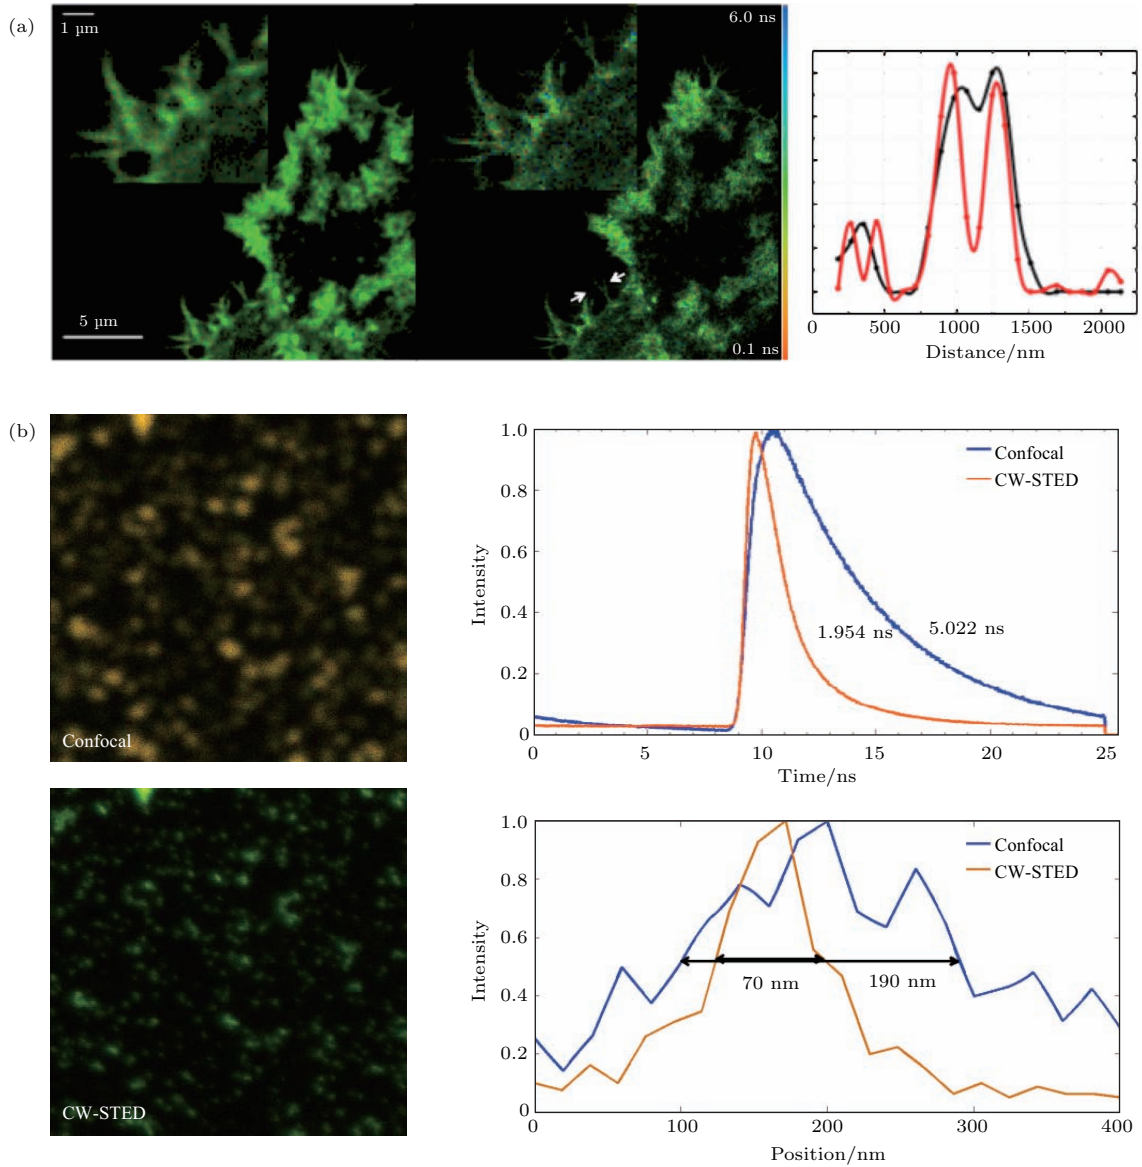 (a)
1 µm
5 µm
6.0 ns
0.1 ns
0 500 1000 1500 2000
Distance/nm
(b)
Confocal
CW-STED
Intensity
1.0
0.8
0.6
0.4
0.2
0
Confocal
CW-STED
1.954 ns
5.022 ns
0 5 10 15 20 25
Time/ns
Intensity
1.0
0.8
0.6
0.4
0.2
0
Confocal
CW-STED
70 nm
190 nm
0 100 200 300 400
Position/nm